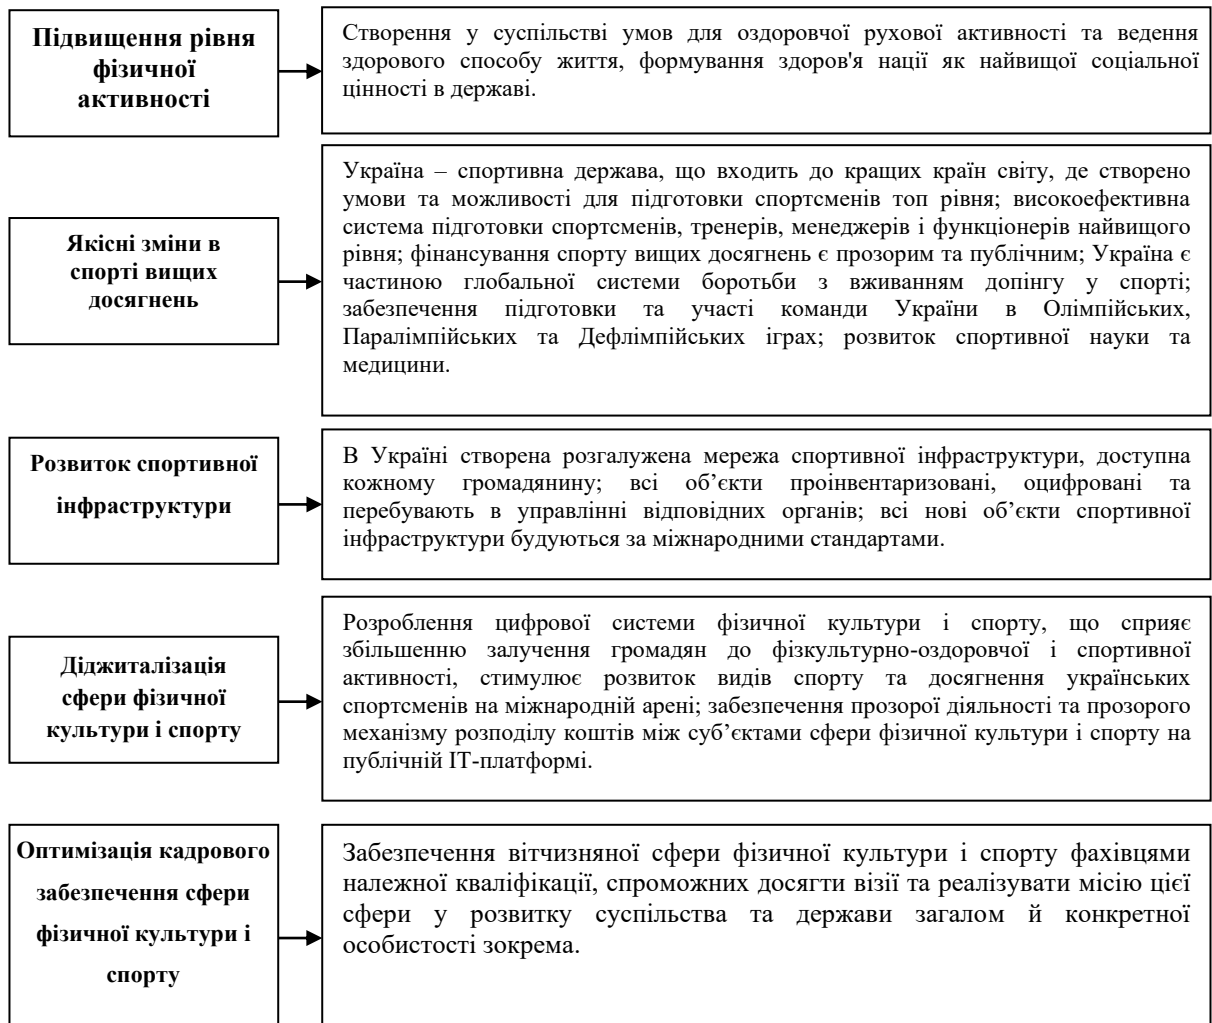 Підвищення рівня
фізичної
активності
Створення у суспільстві умов для оздоровчої рухової активності та ведення
здорового способу життя, формування здоров'я нації як найвищої соціальної
цінності в державі.
Якісні зміни в
спорті вищих
досягнень
Україна – спортивна держава, що входить до кращих країн світу, де створено
умови та можливості для підготовки спортсменів топ рівня; високоефективна
система підготовки спортсменів, тренерів, менеджерів і функціонерів найвищого
рівня; фінансування спорту вищих досягнень є прозорим та публічним; Україна є
частиною глобальної системи боротьби з вживанням допінгу у спорті;
забезпечення підготовки та участі команди України в Олімпійських,
Паралімпійських та Дефлімпійських іграх; розвиток спортивної науки та
медицини.
Розвиток спортивної
інфраструктури
В Україні створена розгалужена мережа спортивної інфраструктури, доступна
кожному громадянину; всі об’єкти проінвентаризовані, оцифровані та
перебувають в управлінні відповідних органів; всі нові об’єкти спортивної
інфраструктури будуються за міжнародними стандартами.
Діджиталізація
сфери фізичної
культури і спорту
Розроблення цифрової системи фізичної культури і спорту, що сприяє
збільшенню залучення громадян до фізкультурно-оздоровчої і спортивної
активності, стимулює розвиток видів спорту та досягнення українських
спортсменів на міжнародній арені; забезпечення прозорої діяльності та прозорого
механізму розподілу коштів між суб’єктами сфери фізичної культури і спорту на
публічній ІТ-платформі.
Оптимізація кадрового
забезпечення сфери
фізичної культури і
спорту
Забезпечення вітчизняної сфери фізичної культури і спорту фахівцями
належної кваліфікації, спроможних досягти візії та реалізувати місію цієї
сфери у розвитку суспільства та держави загалом й конкретної
особистості зокрема.